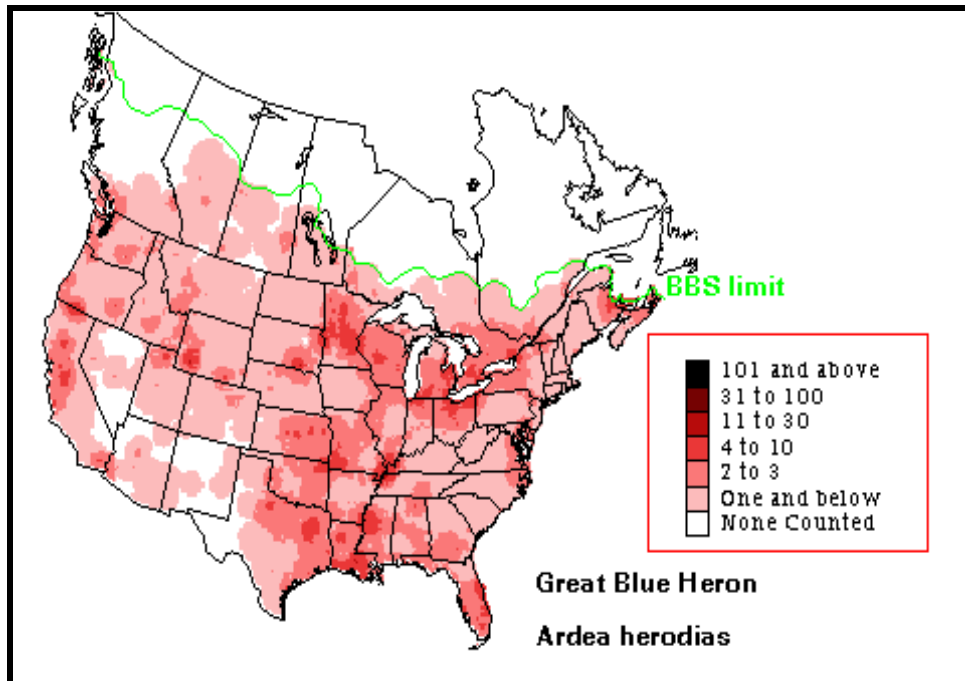 BBS limit
101 and above
31 to 100
11 to 30
4 to 10
2 to 3
One and below
None Counted
Great Blue Heron
Ardea herodias